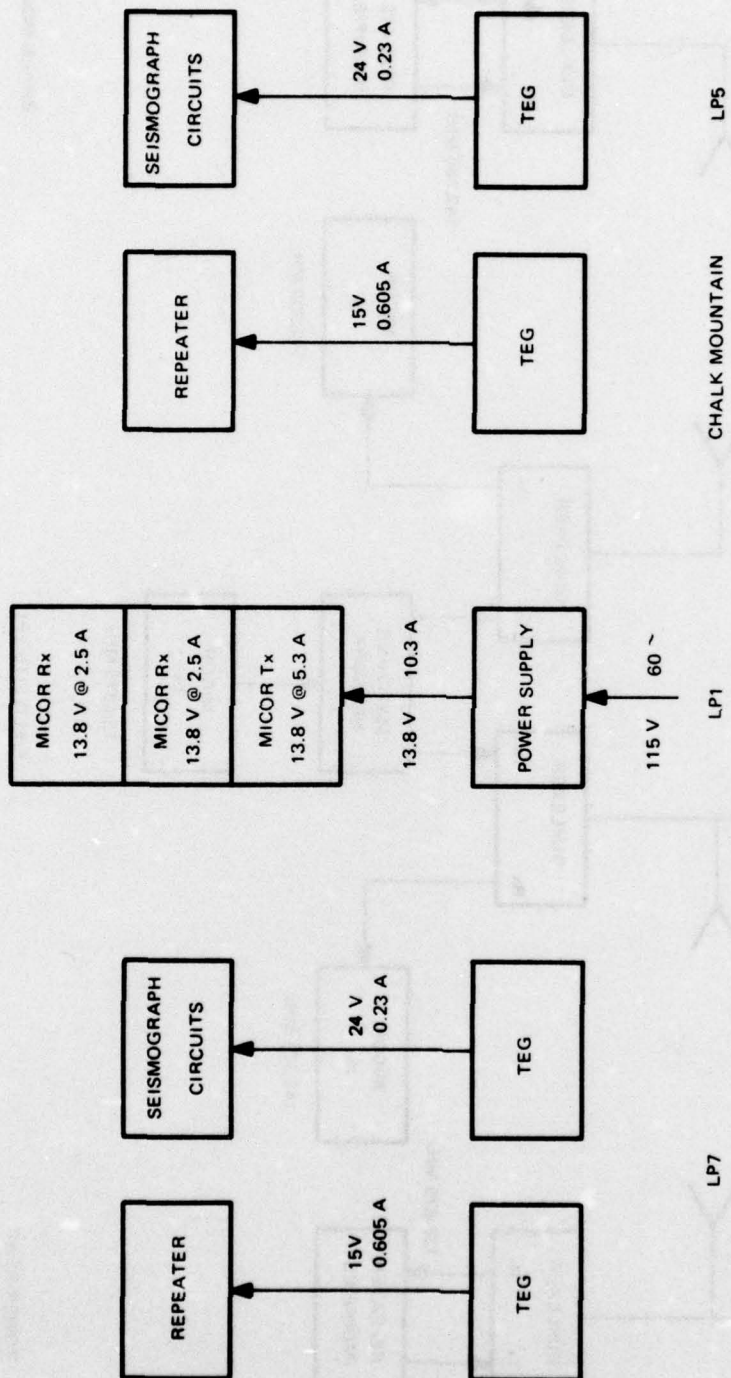 REPEATER
15V
0.605 A
TEG
SEISMOGRAPH
CIRCUITS
24 V
0.23 A
TEG
LP7
MICOR Rx
13.8 V @ 2.5 A
MICOR Rx
13.8 V @ 2.5 A
MICOR Tx
13.8 V @ 5.3 A
13.8 V 10.3 A
POWER SUPPLY
115 V 60 ~
LP1
REPEATER
15V
0.605 A
TEG
CHALK MOUNTAIN
SEISMOGRAPH
CIRCUITS
24 V
0.23 A
TEG
LP5